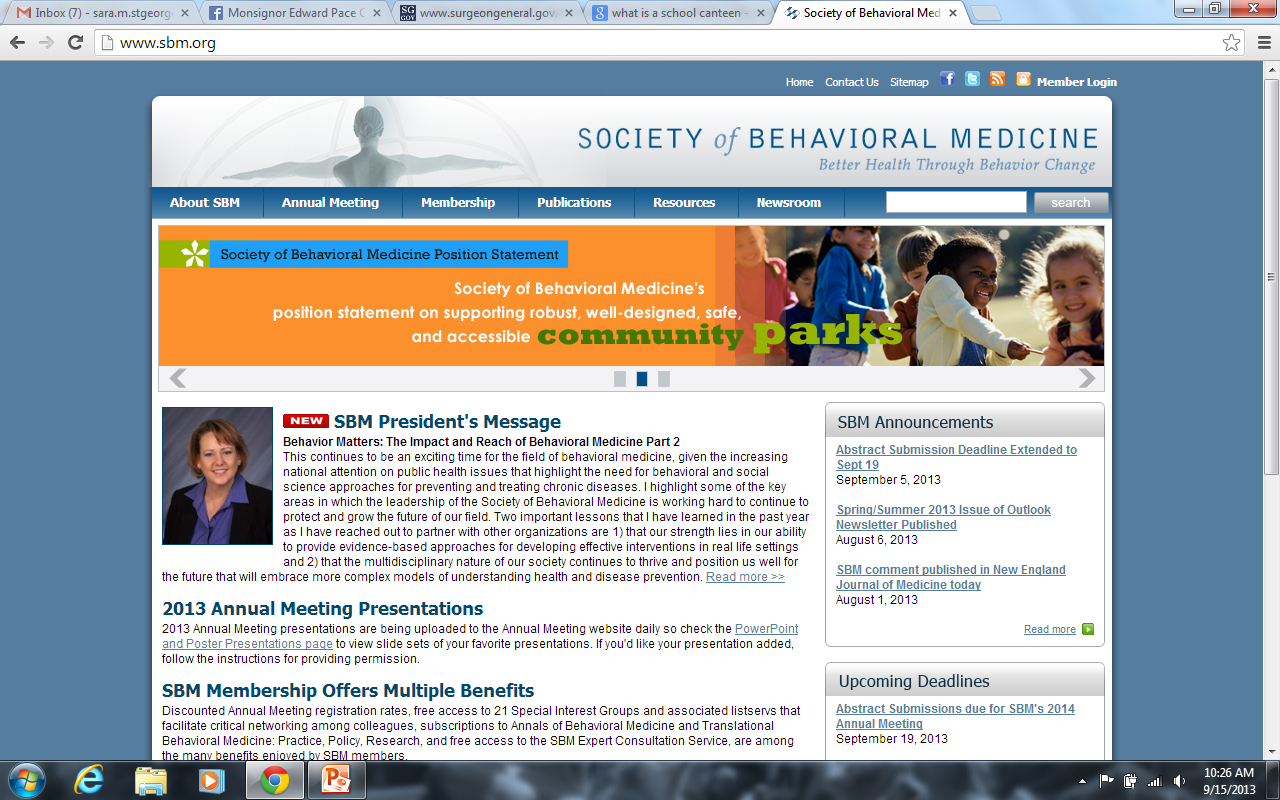 Inbox (7) - sara.m.stgeorg
Monsignor Edward Pace C
www.surgeongeneral.gov
what is a school canteen -
Society of Behavioral Med
www.sbm.org
Home Contact Us Sitemap Member Login
SOCIETY of BEHAVIORAL MEDICINE
Better Health Through Behavior Change
About SBM Annual Meeting Membership Publications Resources Newsroom search
Society of Behavioral Medicine Position Statement
Society of Behavioral Medicine's
position statement on supporting robust, well-designed, safe,
and accessible community parks
NEW SBM President's Message
Behavior Matters: The Impact and Reach of Behavioral Medicine Part 2
This continues to be an exciting time for the field of behavioral medicine, given the increasing
national attention on public health issues that highlight the need for behavioral and social
science approaches for preventing and treating chronic diseases. I highlight some of the key
areas in which the leadership of the Society of Behavioral Medicine is working hard to continue to
protect and grow the future of our field. Two important lessons that I have learned in the past year
as I have reached out to partner with other organizations are 1) that our strength lies in our ability
to provide evidence-based approaches for developing effective interventions in real life settings
and 2) that the multidisciplinary nature of our society continues to thrive and position us well for
the future that will embrace more complex models of understanding health and disease prevention. Read more >>
2013 Annual Meeting Presentations
2013 Annual Meeting presentations are being uploaded to the Annual Meeting website daily so check the PowerPoint
and Poster Presentations page to view slide sets of your favorite presentations. If you'd like your presentation added,
follow the instructions for providing permission.
SBM Membership Offers Multiple Benefits
Discounted Annual Meeting registration rates, free access to 21 Special Interest Groups and associated listservs that
facilitate critical networking among colleagues, subscriptions to Annals of Behavioral Medicine and Translational
Behavioral Medicine: Practice, Policy, Research, and free access to the SBM Expert Consultation Service, are among
the many benefits enjoyed by SBM members.
SBM Announcements
Abstract Submission Deadline Extended to
Sept 19
September 5, 2013
Spring/Summer 2013 Issue of Outlook
Newsletter Published
August 6, 2013
SBM comment published in New England
Journal of Medicine today
August 1, 2013
Read more
Upcoming Deadlines
Abstract Submissions due for SBM's 2014
Annual Meeting
September 19, 2013
10:26 AM
9/15/2013